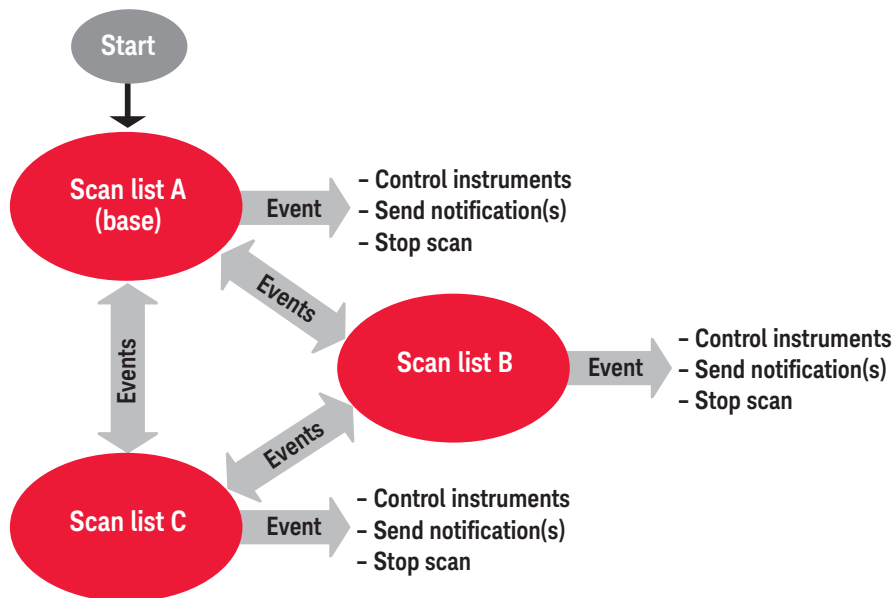 Start
Scan list A
(base)
Event
– Control instruments
– Send notification(s)
– Stop scan
Events
Events
Scan list B
Event
– Control instruments
– Send notification(s)
– Stop scan
Events
Scan list C
Event
– Control instruments
– Send notification(s)
– Stop scan